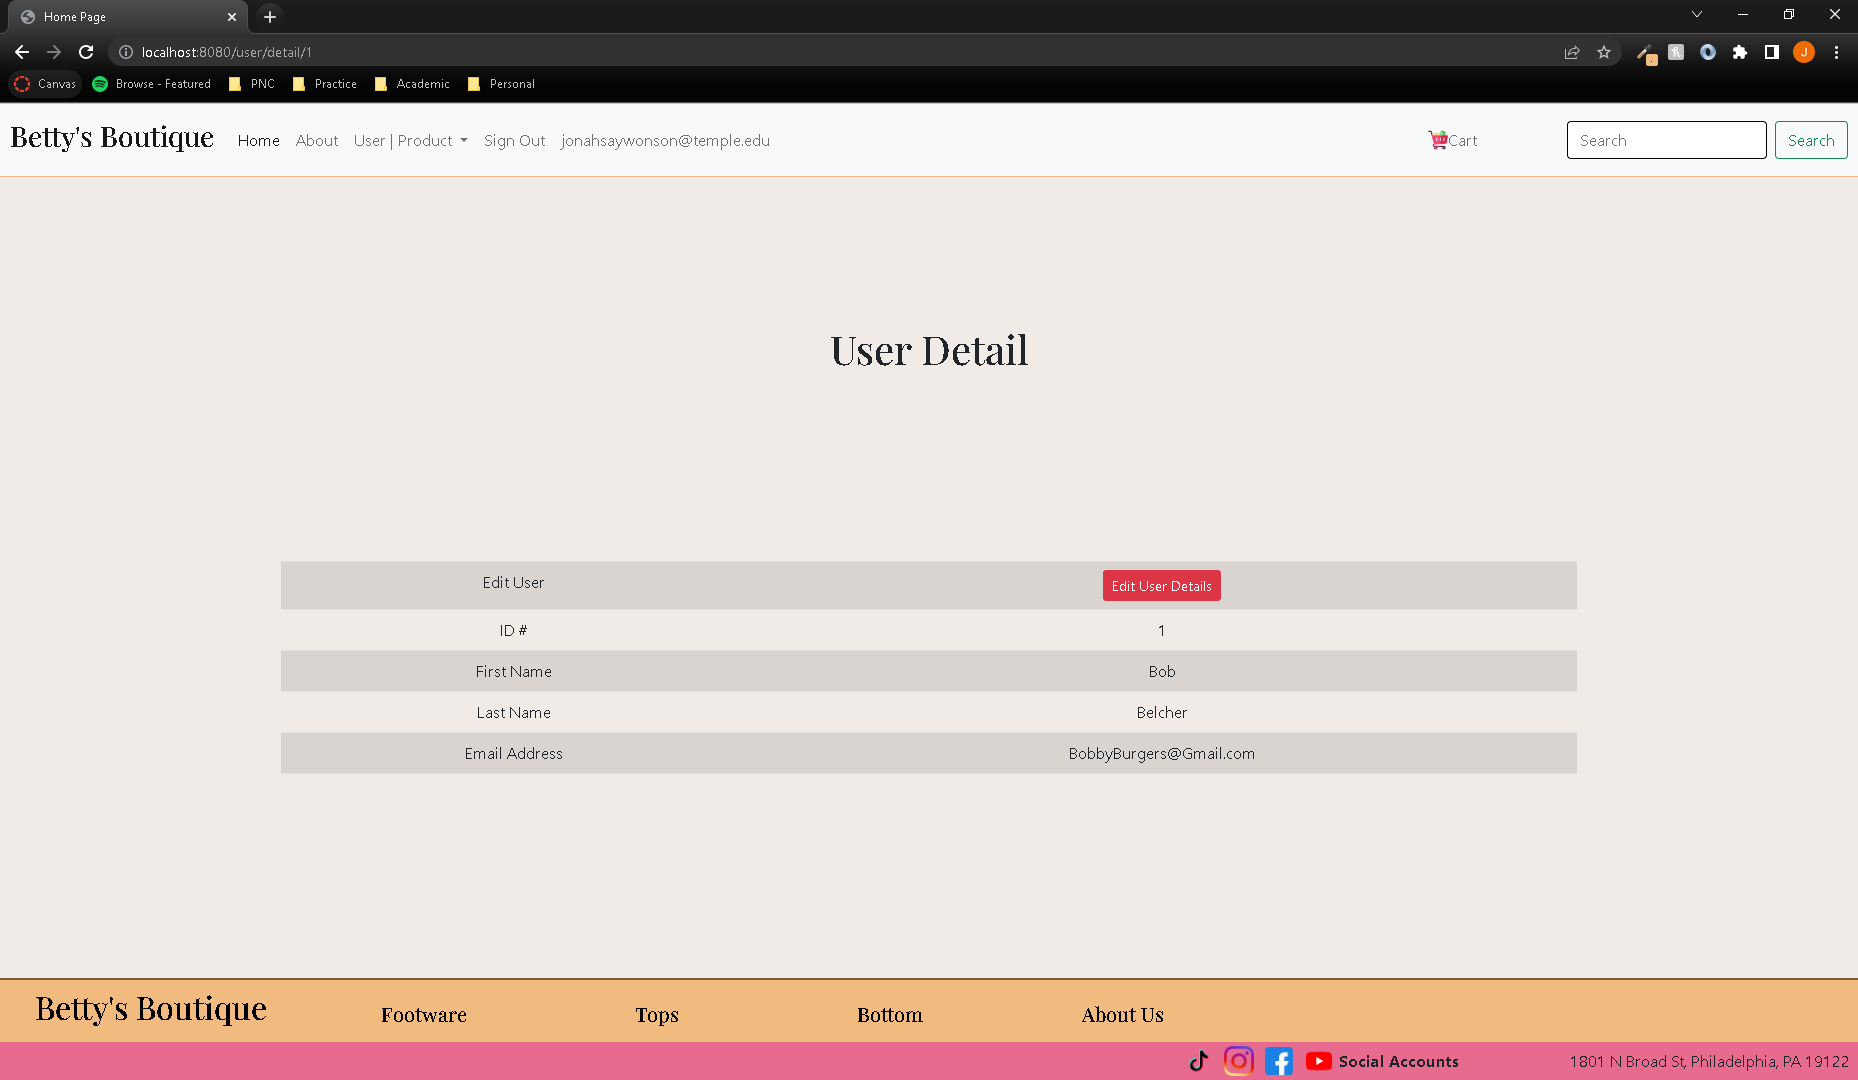 Home Page
localhost:8080/user/detail/1
Canvas Browse - Featured PNC Practice Academic Personal
Betty's Boutique Home About User | Product Sign Out jonahsaywonson@temple.edu Cart Search Search
User Detail
Edit User Edit User Details
ID # 1
First Name Bob
Last Name Belcher
Email Address BobbyBurgers@Gmail.com
Betty's Boutique Footware Tops Bottom About Us
Social Accounts 1801 N Broad St, Philadelphia, PA 19122